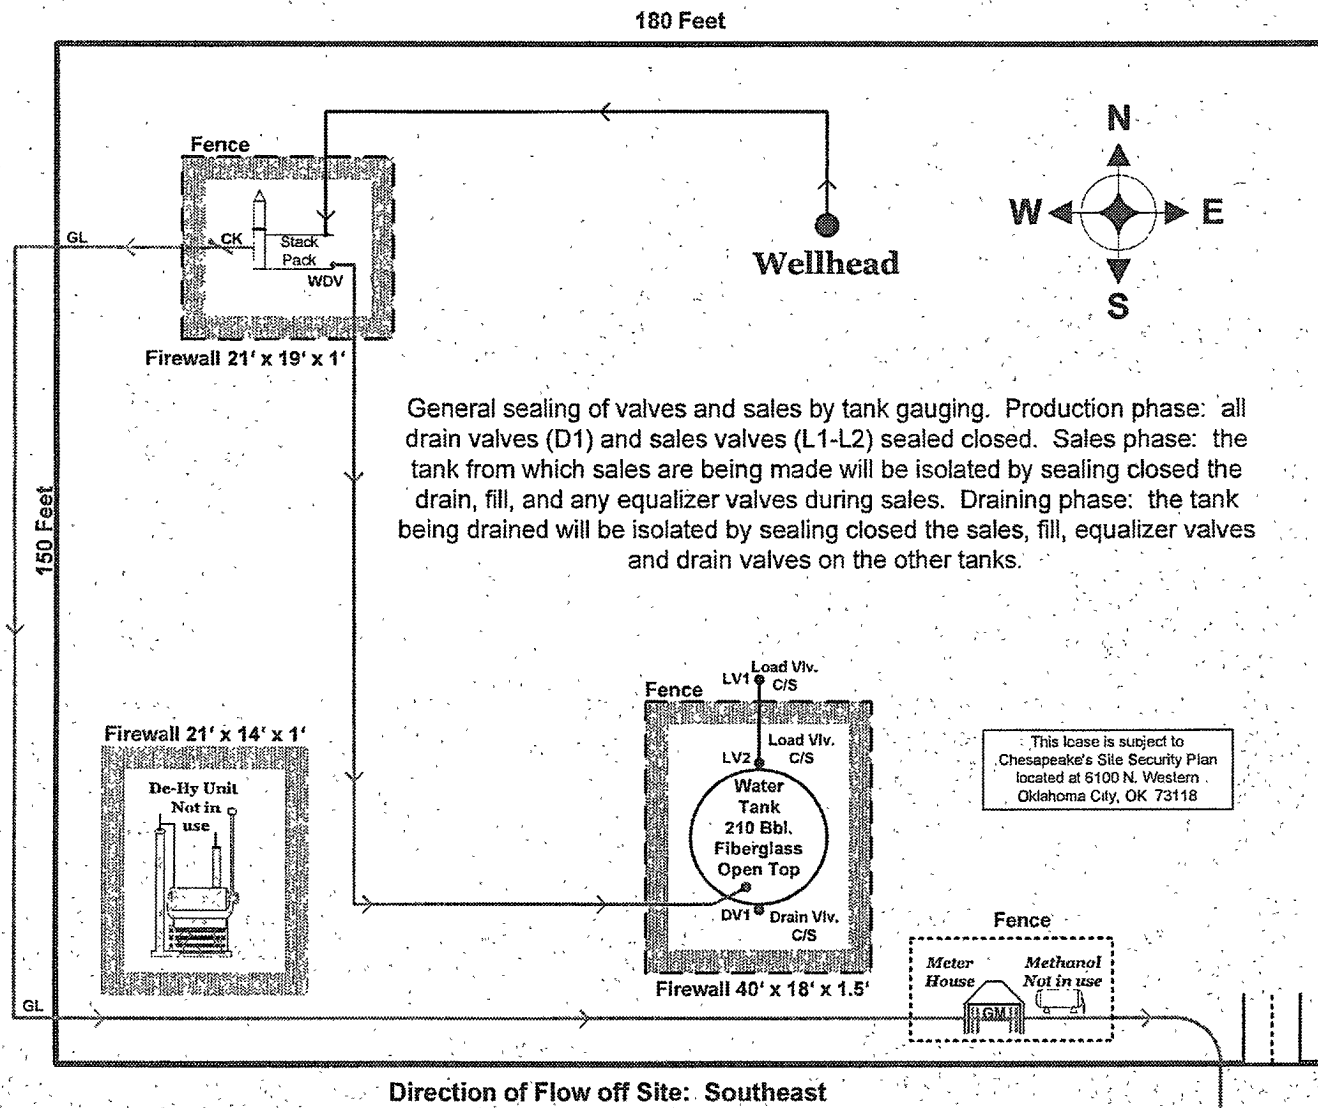 180 Feet
N
W
E
S
Fence
GL
CK
Stack
Pack
WDV
Wellhead
Firewall 21' x 19' x 1'
General sealing of valves and sales by tank gauging. Production phase: all
drain valves (D1) and sales valves (L1-L2) sealed closed. Sales phase: the
tank from which sales are being made will be isolated by sealing closed the
drain, fill, and any equalizer valves during sales. Draining phase: the tank
being drained will be isolated by sealing closed the sales, fill, equalizer valves
and drain valves on the other tanks.
150 Feet
Load Vlv.
LV1
C/S
Fence
Load Vlv.
LV2
C/S
Water
Tank
210 Bbl.
Fiberglass
Open Top
DV1
Drain Vlv.
C/S
Firewall 40' x 18' x 1.5'
Firewall 21' x 14' x 1'
De-Hy Unit
Not in
use
This lease is subject to
Chesapeake's Site Security Plan
located at 6100 N. Western
Oklahoma City, OK 73118
Fence
Meter
House
Methanol
Not in use
GM
GL
Direction of Flow off Site: Southeast